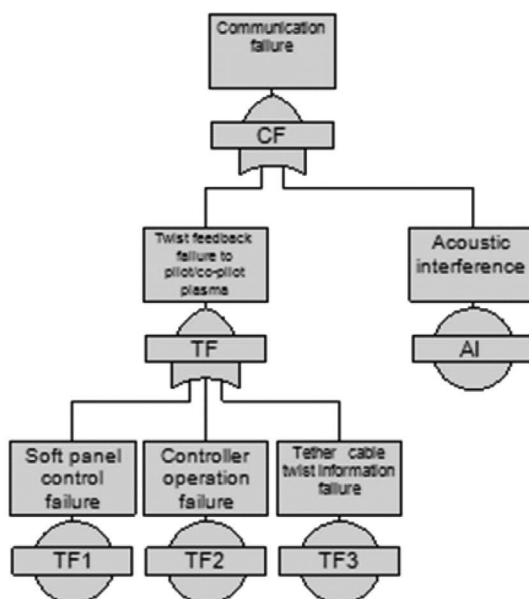 Communication
failure
CF
Twist feedback
failure to
pilot/co-pilot
plasma
Acoustic
interference
TF
AI
Soft panel
control
failure
Controller
operation
failure
Tether cable
twist information
failure
TF1
TF2
TF3